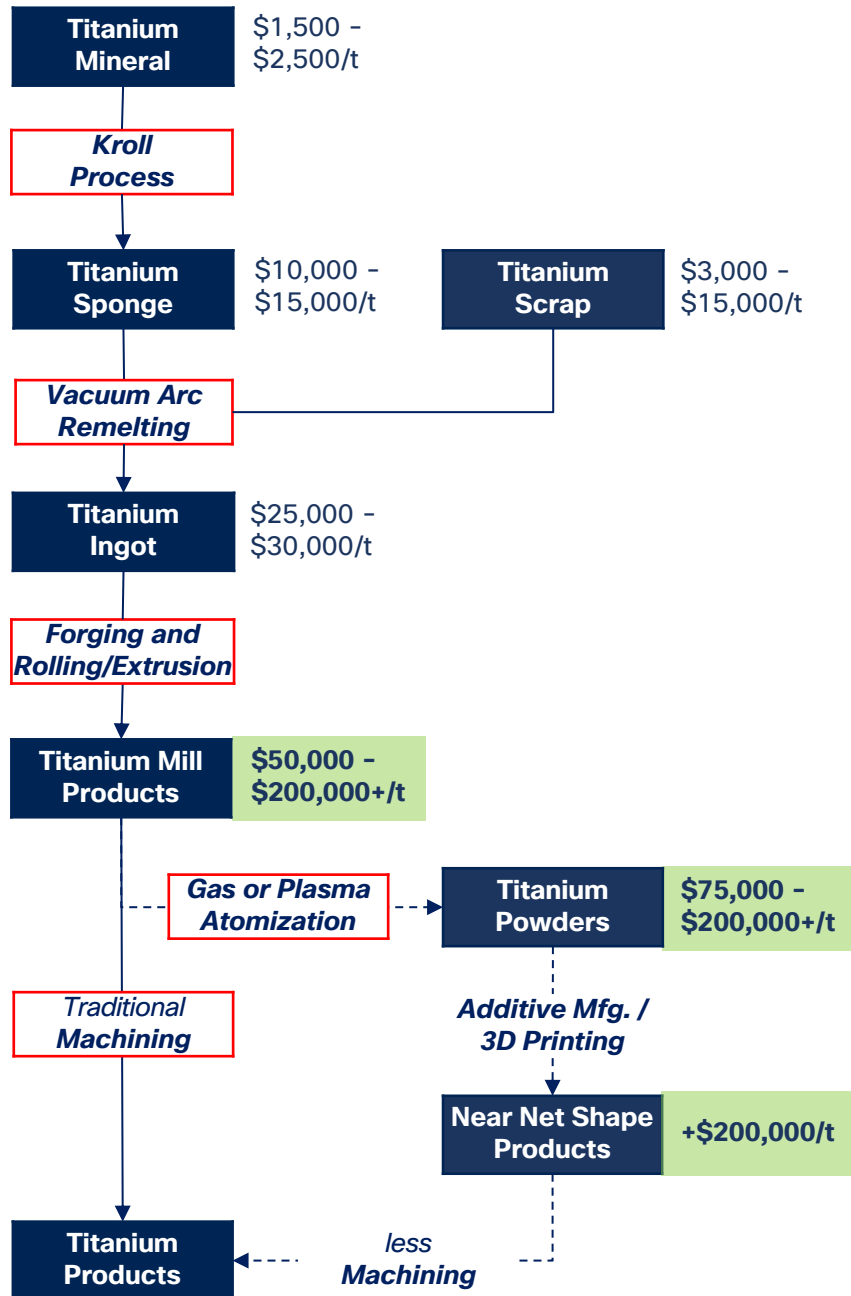 Titanium
Mineral
$1,500 –
$2,500/t
Kroll
Process
Titanium
Sponge
$10,000 –
$15,000/t
Titanium
Scrap
$3,000 –
$15,000/t
Vacuum Arc
Remelting
Titanium
Ingot
$25,000 –
$30,000/t
Forging and
Rolling/Extrusion
Titanium Mill
Products
$50,000 –
$200,000+/t
Gas or Plasma
Atomization
Titanium
Powders
$75,000 –
$200,000+/t
Traditional
Machining
Additive Mfg. /
3D Printing
Near Net Shape
Products
+$200,000/t
Titanium
Products
less
Machining